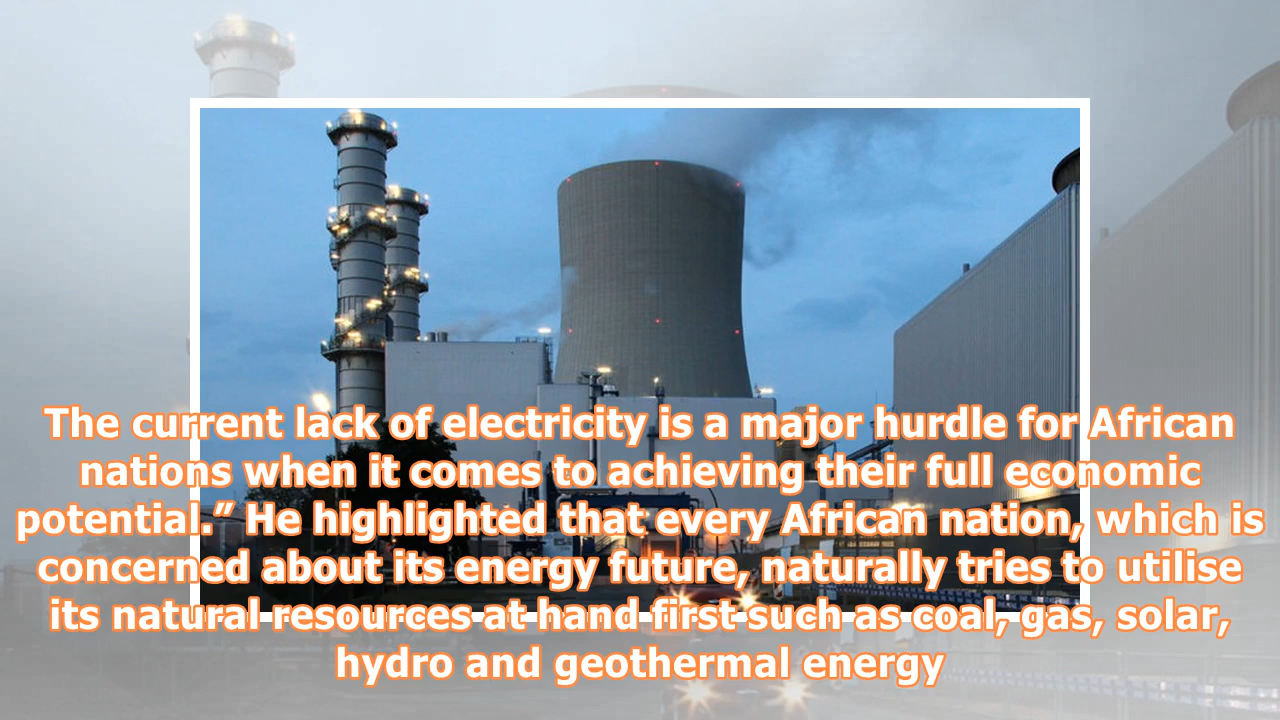 The current lack of electricity is a major hurdle for African
nations when it comes to achieving their full economic
potential.” He highlighted that every African nation, which is
concerned about its energy future, naturally tries to utilise
its natural resources at hand first such as coal, gas, solar,
hydro and geothermal energy